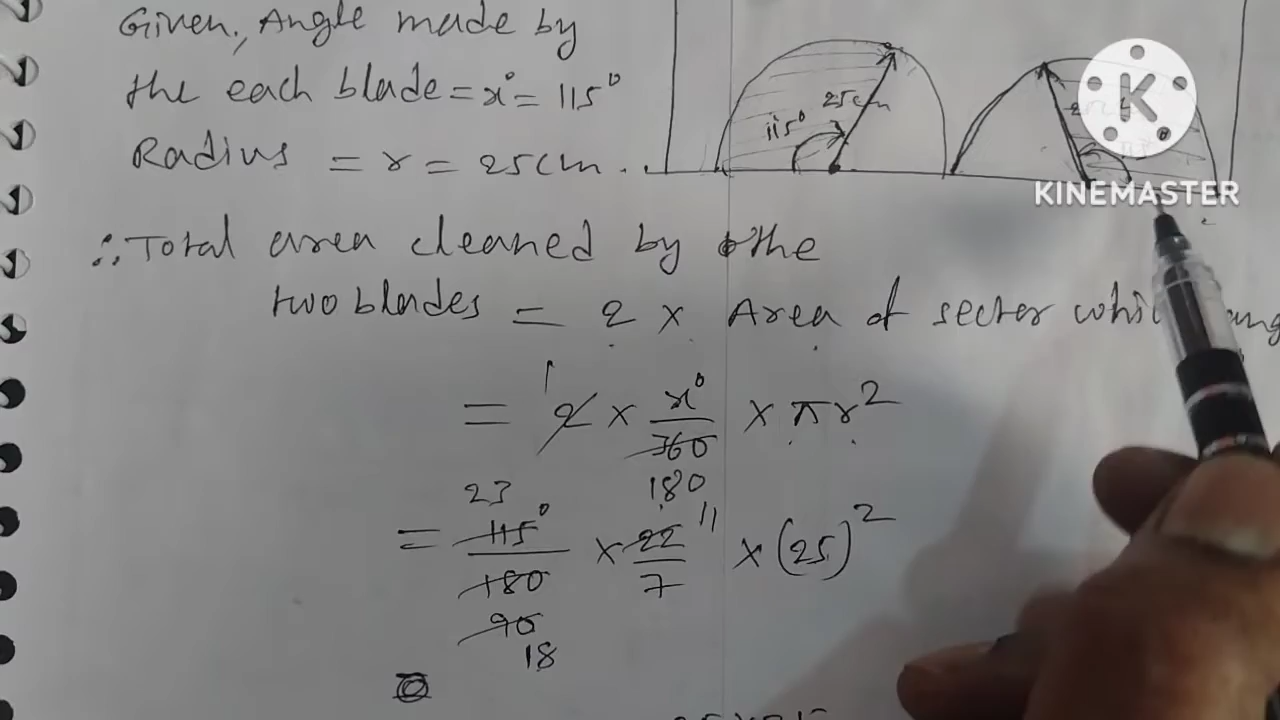 Given, Angle made by
the each blade = x° = 115°
Radius = r = 25cm.
115° 25cm
K
KINEMASTER
∴ Total area cleaned by the
two blades = 2 × Area of secter
= 2 × x°/360 × πr²
1
180
= 115°/180 × 22/7 × (25)²
23
11
90
18